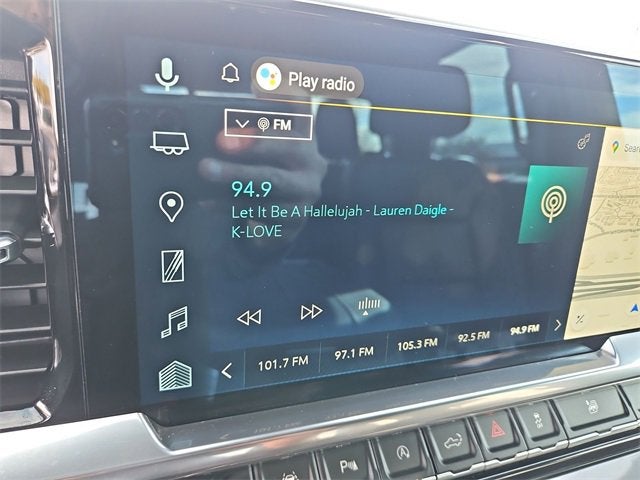 Play radio
FM
94.9
Let It Be A Hallelujah - Lauren Daigle -
K-LOVE
Sear
101.7 FM 97.1 FM 105.3 FM 92.5 FM 94.9 FM
P
A